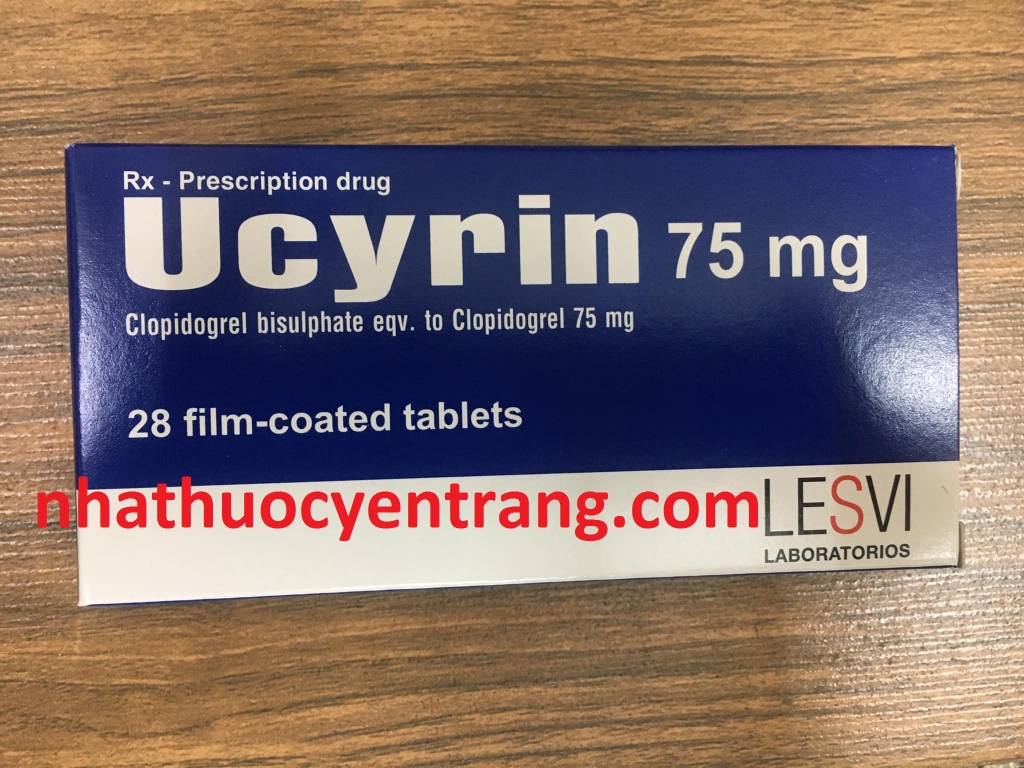 Rx - Prescription drug
Ucyrin 75 mg
Clopidogrel bisulphate eqv. to Clopidogrel 75 mg
28 film-coated tablets
nhathuocyentrang.com
LESVI
LABORATORIOS